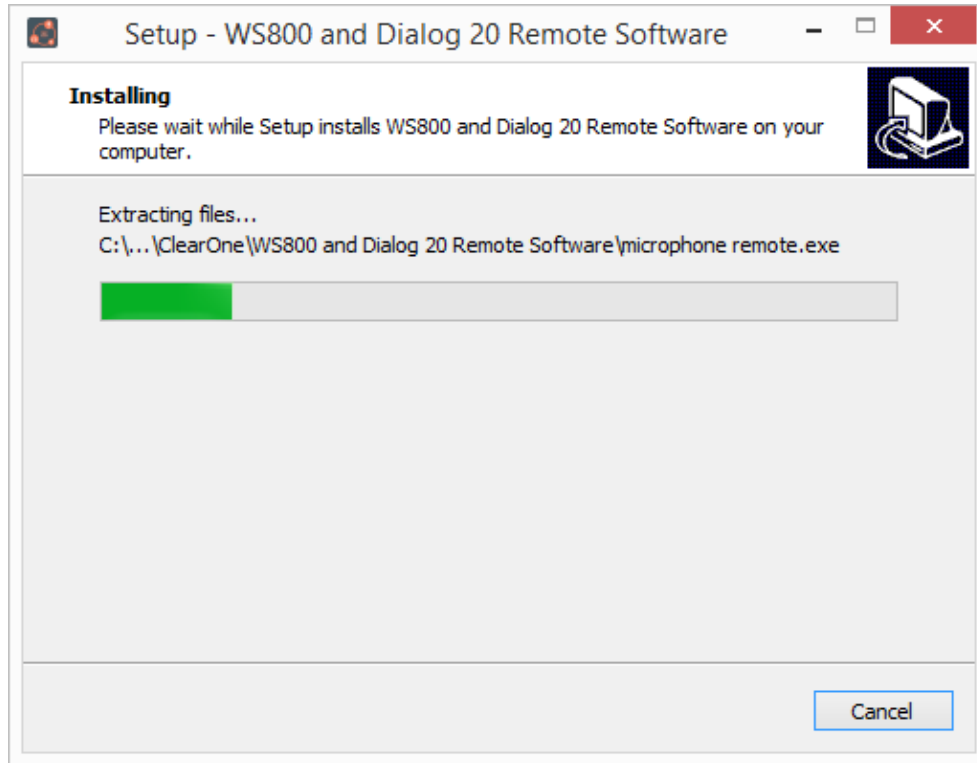 Setup - WS800 and Dialog 20 Remote Software
Installing
Please wait while Setup installs WS800 and Dialog 20 Remote Software on your
computer.
Extracting files...
C:\...\ClearOne\WS800 and Dialog 20 Remote Software\microphone remote.exe
Cancel